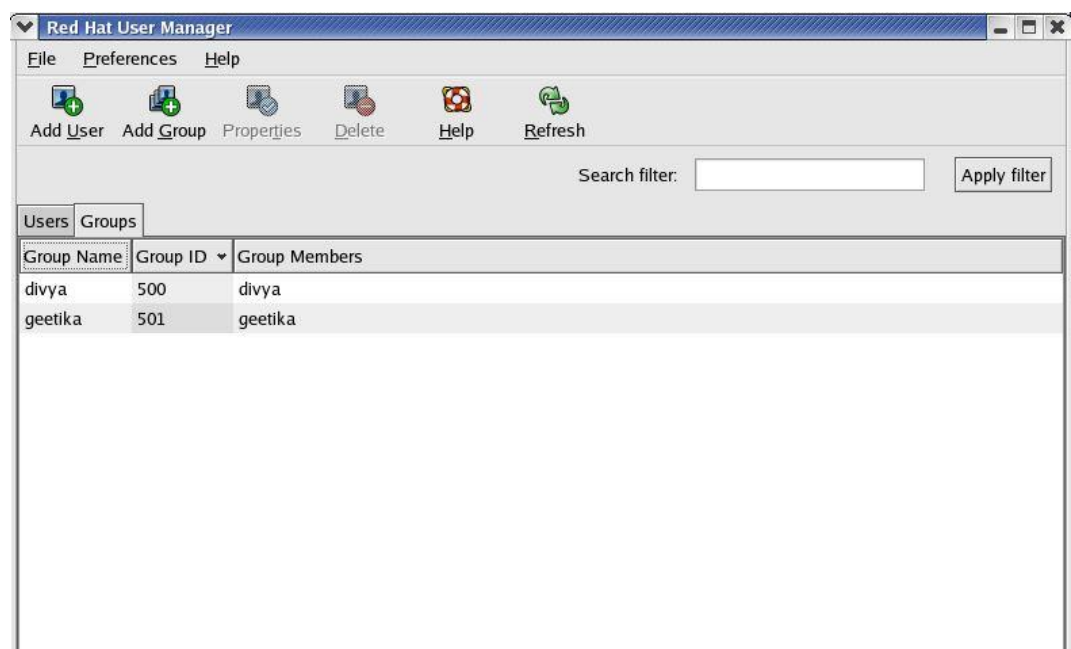 Red Hat User Manager
File Preferences Help
Add User Add Group Properties Delete Help Refresh
Search filter: Apply filter
Users Groups
Group Name Group ID Group Members
divya 500 divya
geetika 501 geetika